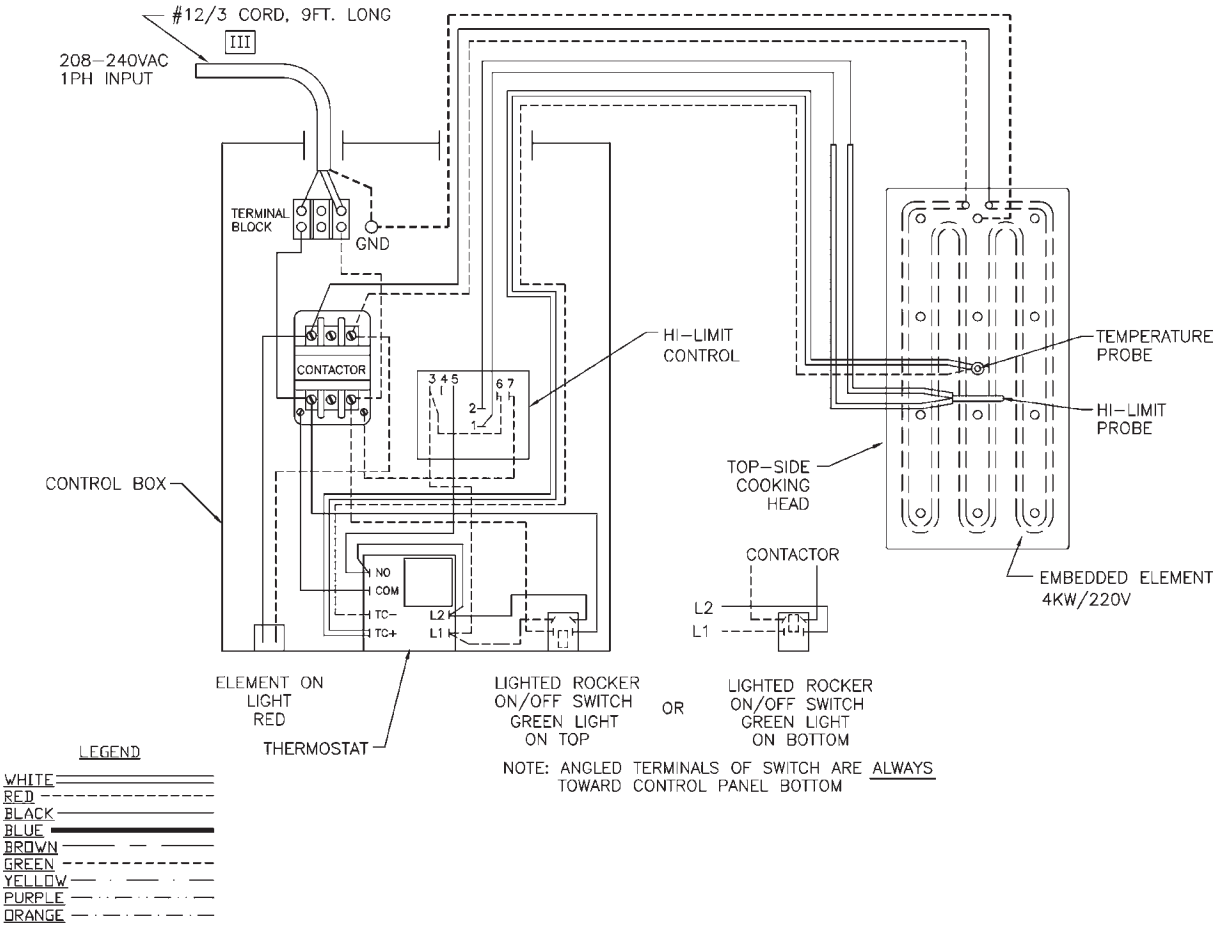 #12/3 CORD, 9FT. LONG
III
208-240VAC
1PH INPUT
TERMINAL
BLOCK
GND
CONTACTOR
3 4 5
6 7
2
1
HI-LIMIT
CONTROL
TEMPERATURE
PROBE
HI-LIMIT
PROBE
TOP-SIDE
COOKING
HEAD
CONTROL BOX
NO
COM
TC-
TC+
L2
L1
CONTACTOR
L2
L1
EMBEDDED ELEMENT
4KW/220V
ELEMENT ON
LIGHT
RED
THERMOSTAT
LIGHTED ROCKER
ON/OFF SWITCH
GREEN LIGHT
ON TOP
OR
LIGHTED ROCKER
ON/OFF SWITCH
GREEN LIGHT
ON BOTTOM
NOTE: ANGLED TERMINALS OF SWITCH ARE ALWAYS
TOWARD CONTROL PANEL BOTTOM
LEGEND
WHITE
RED
BLACK
BLUE
BROWN
GREEN
YELLOW
PURPLE
ORANGE